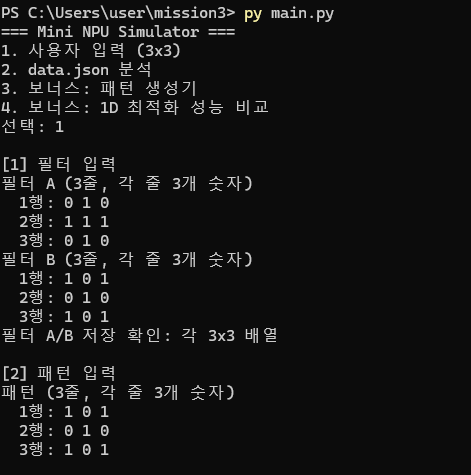 PS C:\Users\user\mission3> py main.py
=== Mini NPU Simulator ===
1. 사용자 입력 (3x3)
2. data.json 분석
3. 보너스: 패턴 생성기
4. 보너스: 1D 최적화 성능 비교
선택: 1

[1] 필터 입력
필터 A (3줄, 각 줄 3개 숫자)
  1행: 0 1 0
  2행: 1 1 1
  3행: 0 1 0
필터 B (3줄, 각 줄 3개 숫자)
  1행: 1 0 1
  2행: 0 1 0
  3행: 1 0 1
필터 A/B 저장 확인: 각 3x3 배열

[2] 패턴 입력
패턴 (3줄, 각 줄 3개 숫자)
  1행: 1 0 1
  2행: 0 1 0
  3행: 1 0 1